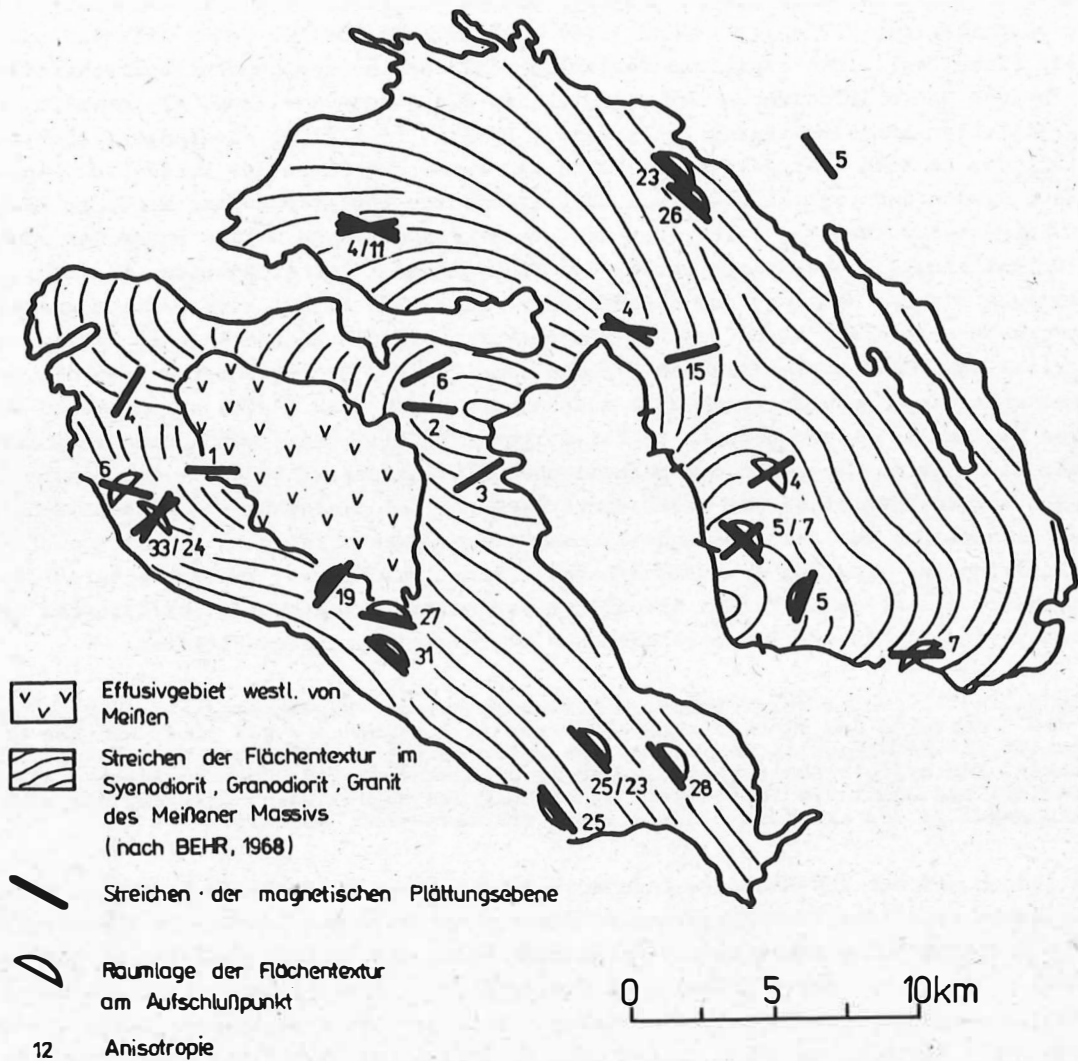 5
23
26
4/11
4
15
6
4
2
1
3
6
4
33/24
5/7
19
5
27
7
31
Effusivgebiet westl. von
Meißen
Streichen der Flächentextur im
Syenodiorit, Granodiorit, Granit
des Meißener Massivs
(nach BEHR, 1968)
25/23
28
25
Streichen der magnetischen Plättungsebene
Raumlage der Flächentextur
am Aufschlußpunkt
0 5 10km
12 Anisotropie